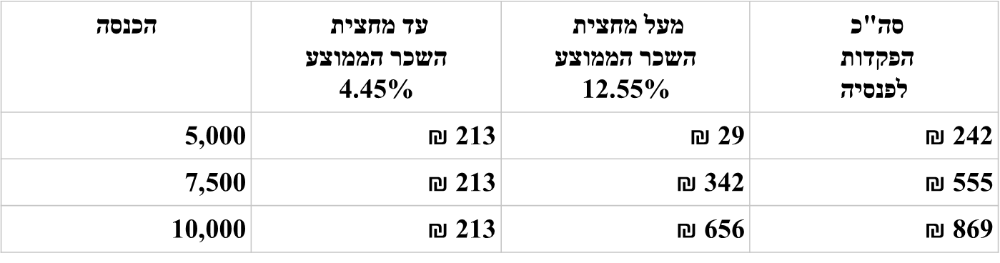 הכנסה
עד מחצית
השכר הממוצע
4.45%
מעל מחצית
השכר הממוצע
12.55%
סה"כ
הפקדות
לפנסיה
5,000
213 ₪
29 ₪
242 ₪
7,500
213 ₪
342 ₪
555 ₪
10,000
213 ₪
656 ₪
869 ₪